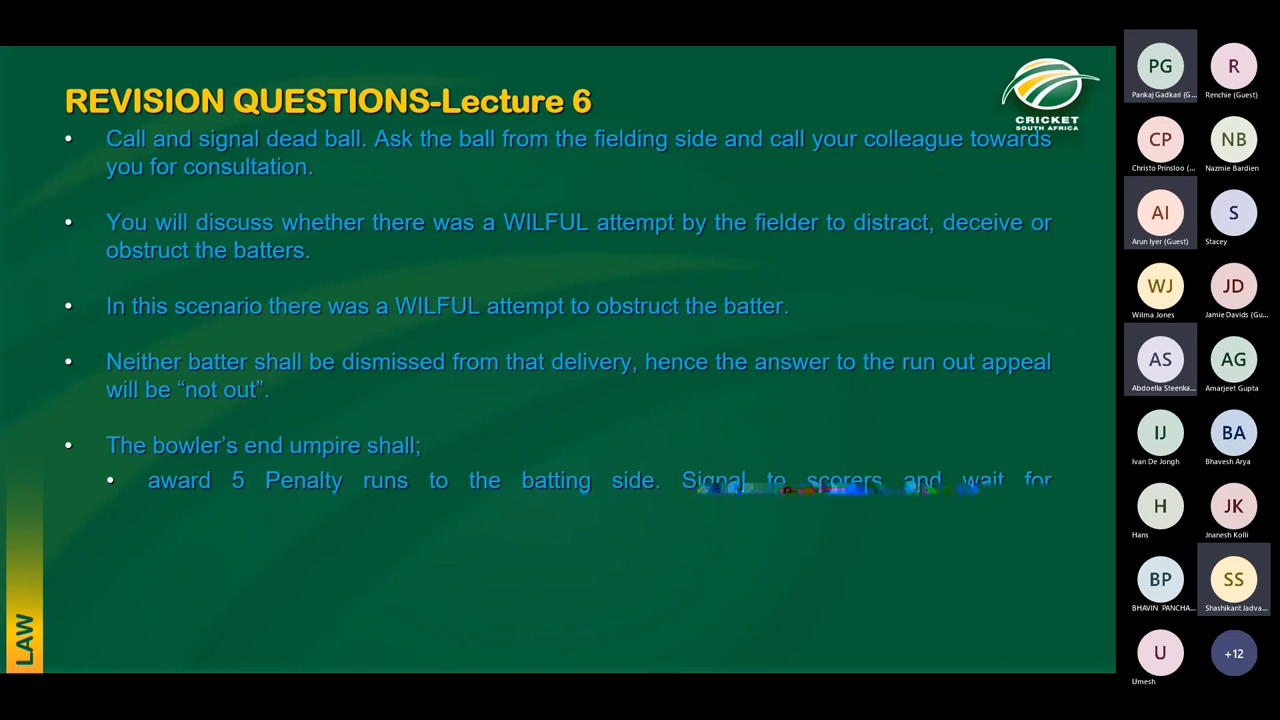 REVISION QUESTIONS-Lecture 6
CRICKET
SOUTH AFRICA
• Call and signal dead ball. Ask the ball from the fielding side and call your colleague towards
you for consultation.
• You will discuss whether there was a WILFUL attempt by the fielder to distract, deceive or
obstruct the batters.
• In this scenario there was a WILFUL attempt to obstruct the batter.
• Neither batter shall be dismissed from that delivery, hence the answer to the run out appeal
will be “not out”.
• The bowler’s end umpire shall;
• award 5 Penalty runs to the batting side. Signal to scorers and wait for
LAW
PG
Pankaj Gadkari (G...
R
Renchie (Guest)
CP
Christo Prinsloo (...
NB
Nazmie Bardien
AI
Arun Iyer (Guest)
S
Stacey
WJ
Wilma Jones
JD
Jamie Davids (Gu...
AS
Abdoella Steenka...
AG
Amarjeet Gupta
IJ
Ivan De Jongh
BA
Bhavesh Arya
H
Hans
JK
Jnanesh Kolli
BP
BHAVIN PANCHA...
SS
Shashikant Jadva...
U
Umesh
+12